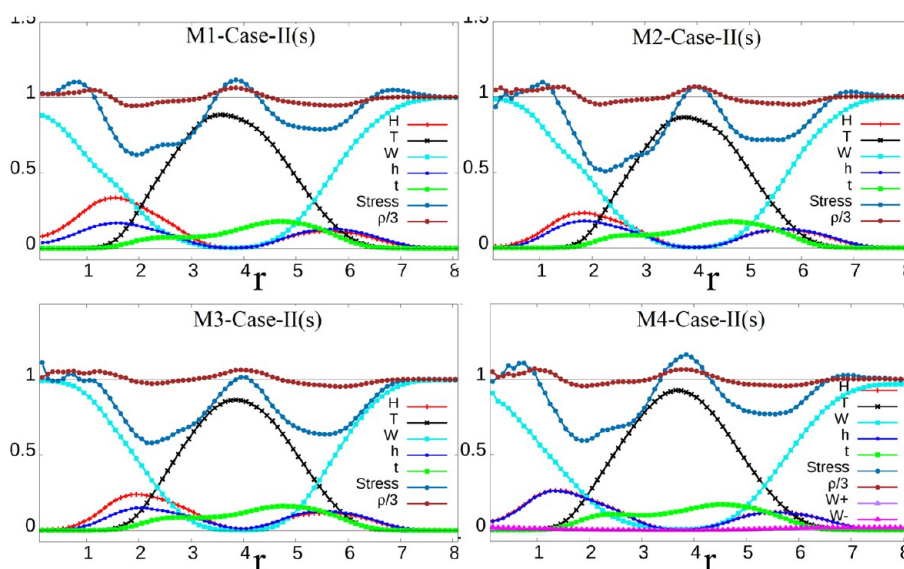 1.5
M1-Case-II(s)
1
0.5
0
H
T
W
h
t
Stress
ρ/3
1 2 3 4 5 6 7 8
r
M2-Case-II(s)
1
0.5
0
H
T
W
h
t
Stress
ρ/3
1 2 3 4 5 6 7 8
r
M3-Case-II(s)
1
0.5
0
H
T
W
h
t
Stress
ρ/3
1 2 3 4 5 6 7 8
r
M4-Case-II(s)
1
0.5
0
H
T
W
h
t
Stress
ρ/3
W+
W-
1 2 3 4 5 6 7 8
r